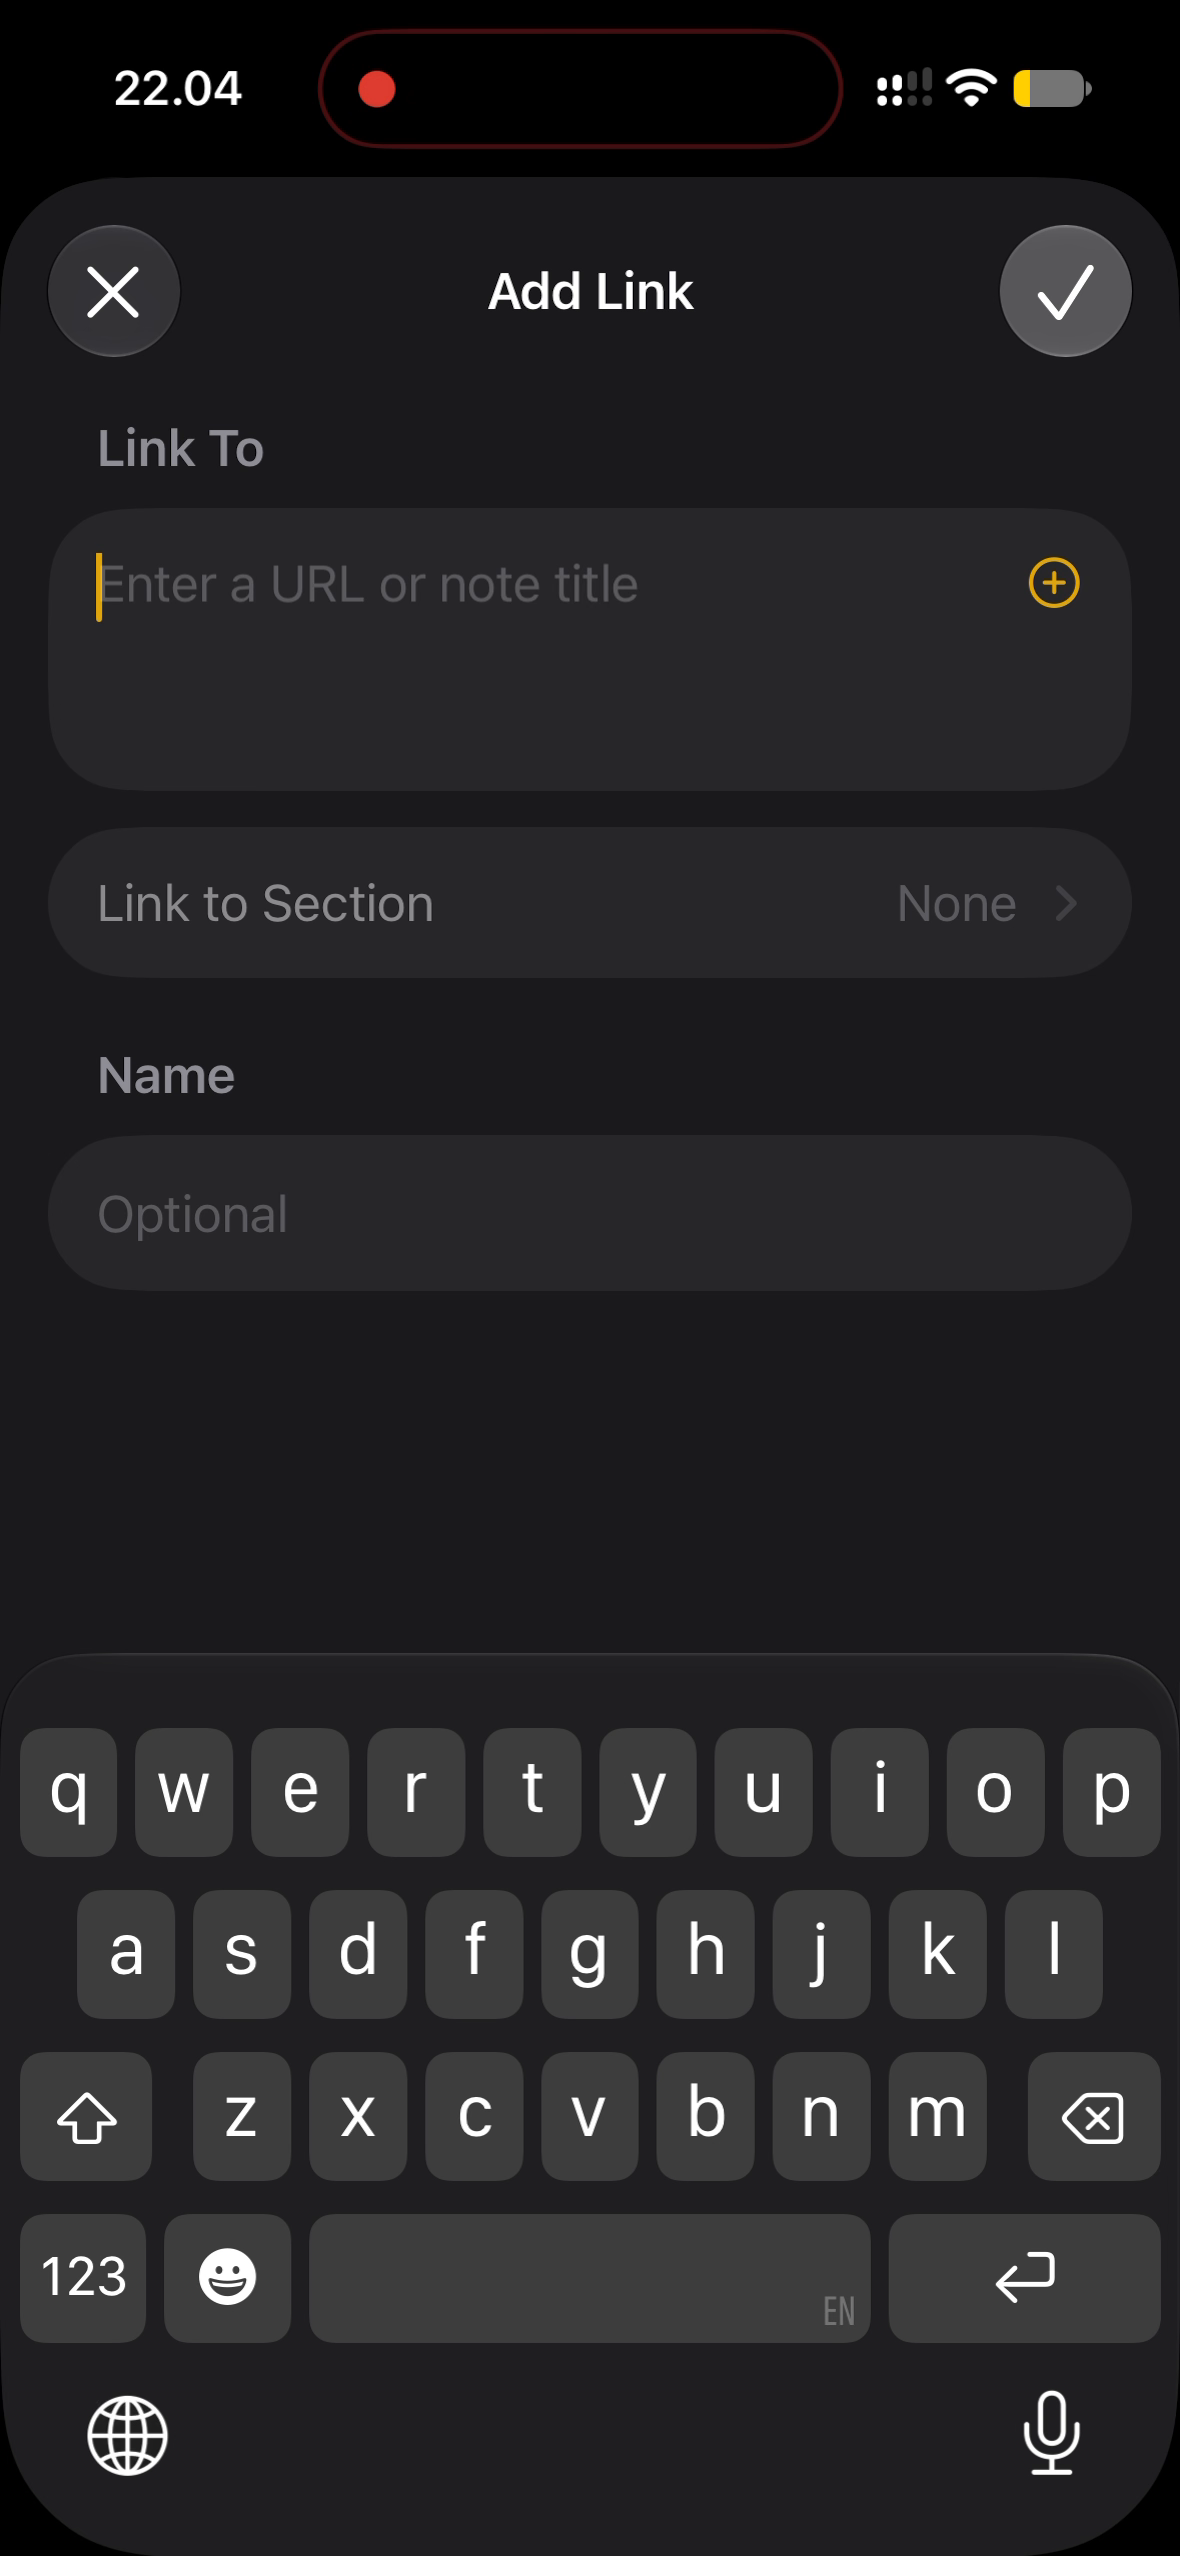 22.04
Add Link
Link To
Enter a URL or note title
Link to Section None
Name
Optional
q w e r t y u i o p
a s d f g h j k l
z x c v b n m
123
EN